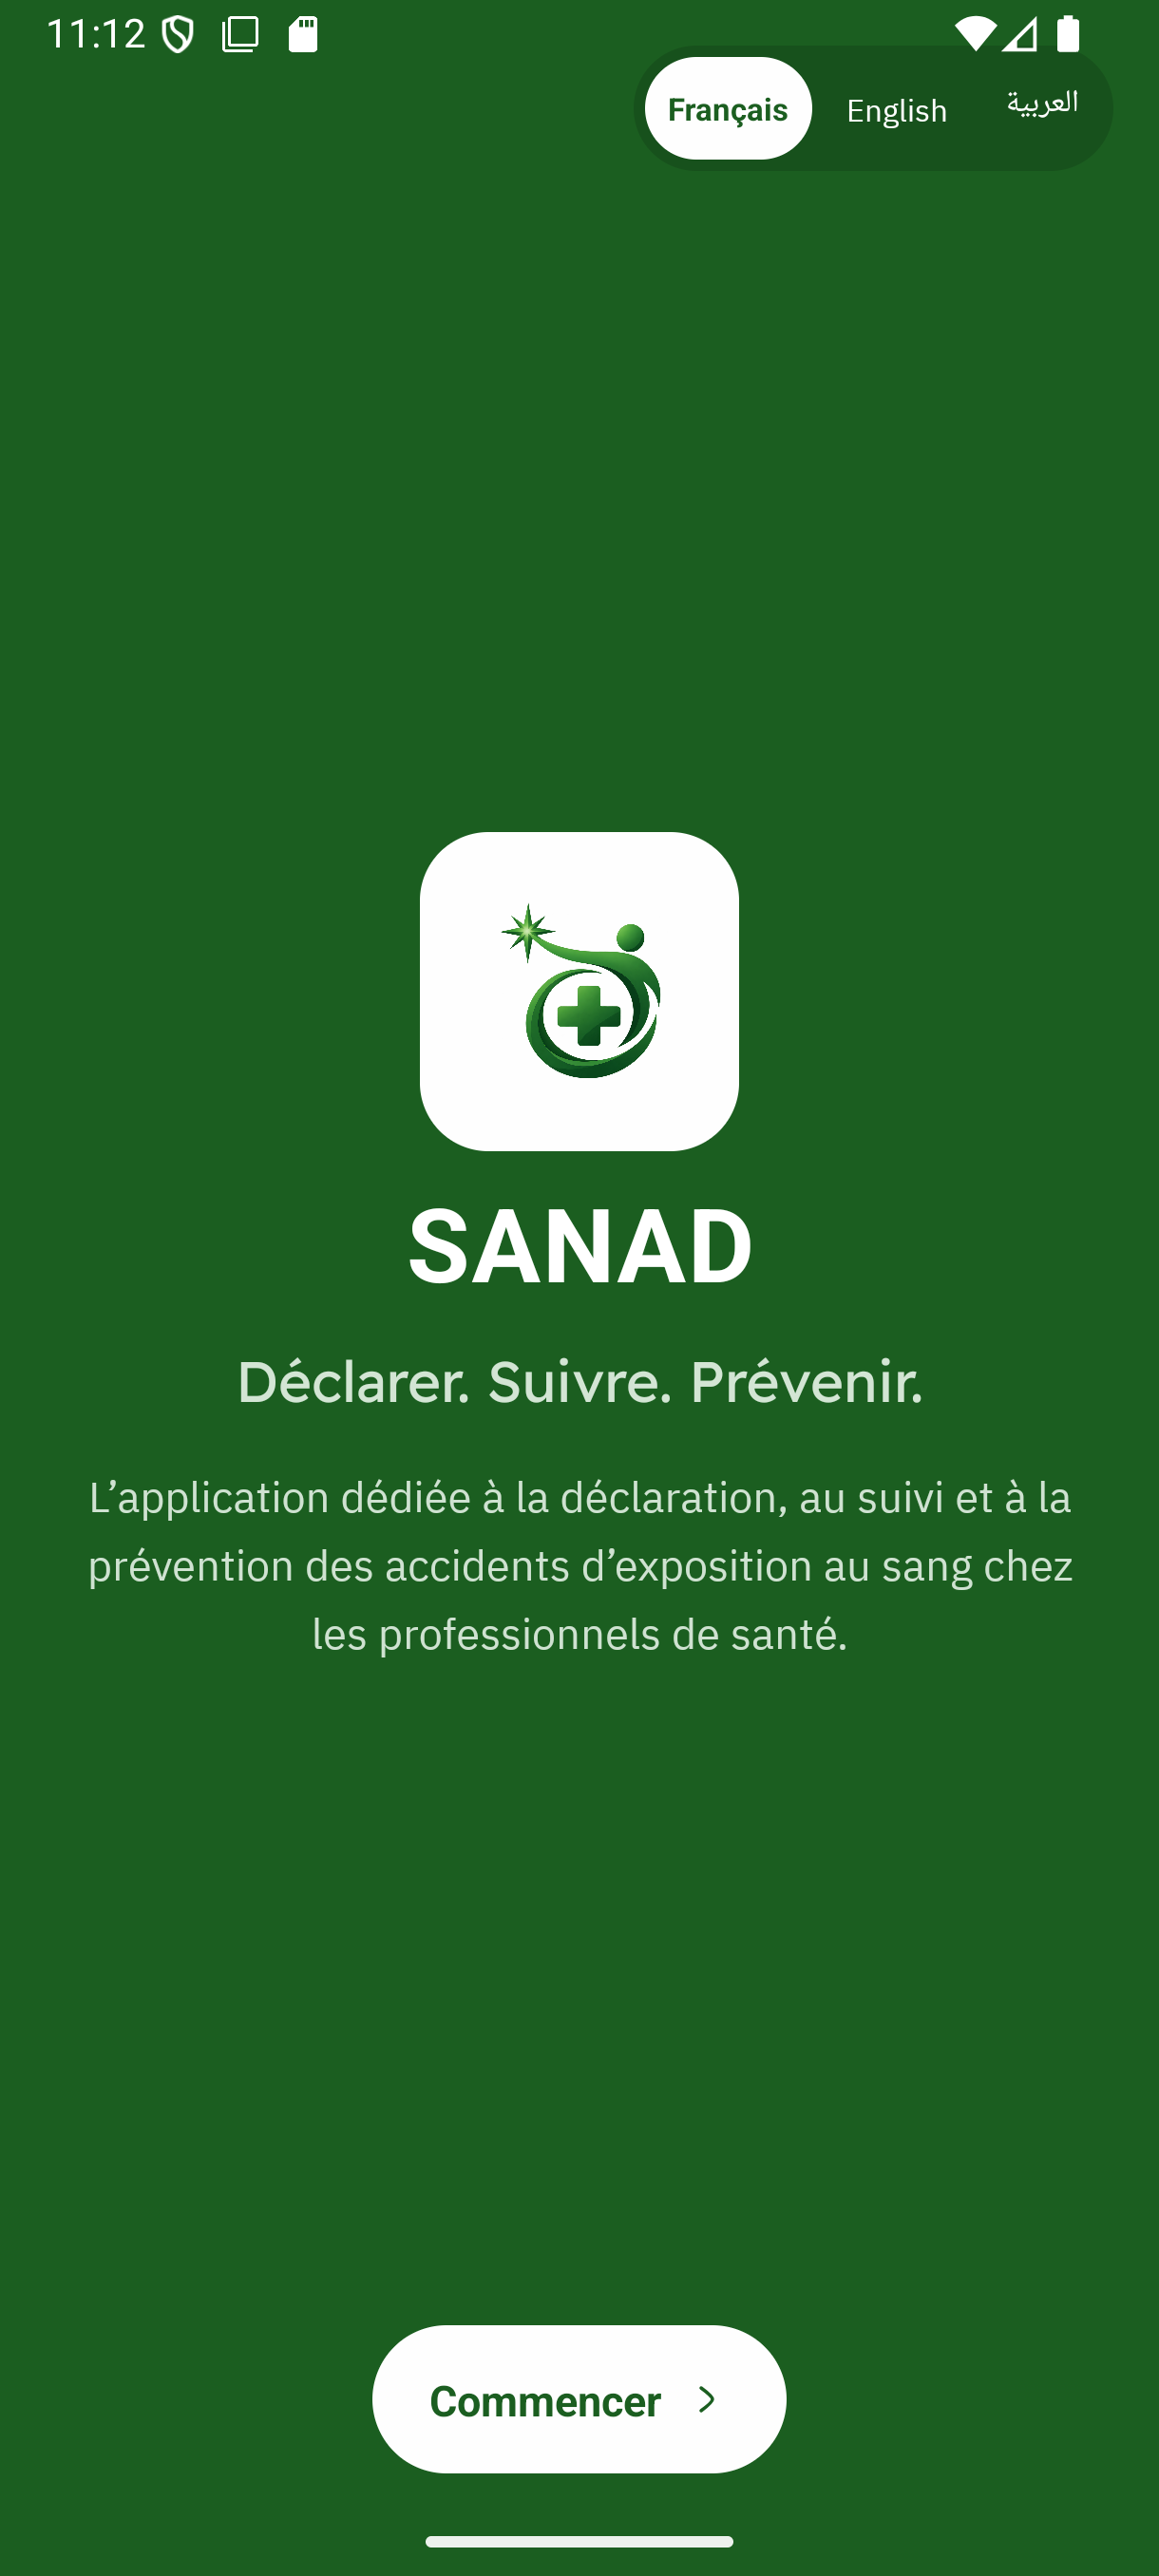 11:12
Français English العربية
SANAD
Déclarer. Suivre. Prévenir.
L’application dédiée à la déclaration, au suivi et à la
prévention des accidents d’exposition au sang chez
les professionnels de santé.
Commencer